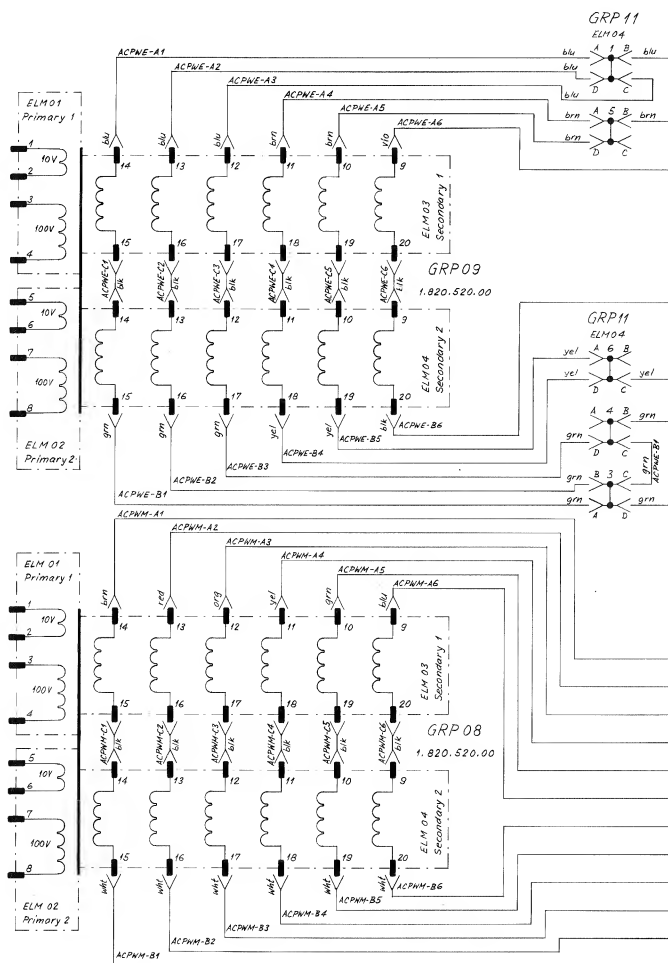 GRP 11
ELM 04
ACPWE-A1
blu A 1 B blu
ACPWE-A2
blu
D C
ACPWE-A3
blu
ACPWE-A4
brn A 5 B brn
ACPWE-A5
brn D C
ACPWE-A6
ELM 01
Primary 1
1
10V
2
3
100V
4
blu blu blu brn brn vio
14 13 12 11 10 9
ELM 03
Secondary 1
15 16 17 18 19 20
ACPWE-C1 ACPWE-C2 ACPWE-C3 ACPWE-C4 ACPWE-C5 ACPWE-C6
blk blk blk blk blk blk
GRP 09
1.820.520.00
5
10V
6
7
100V
8
ELM 02
Primary 2
14 13 12 11 10 9
ELM 04
Secondary 2
15 16 17 18 19 20
grn grn grn yel yel blk
GRP 11
ELM 04
yel A 6 B
yel D C yel
A 4 B grn
grn D C
grn
ACPWE-B1
grn B 3 C
grn A D grn
ACPWE-B6
ACPWE-B5
ACPWE-B4
ACPWE-B3
ACPWE-B2
ACPWE-B1
ACPWM-A1
ACPWM-A2
ACPWM-A3
ACPWM-A4
ACPWM-A5
ACPWM-A6
ELM 01
Primary 1
1
10V
2
3
100V
4
brn red org yel grn blu
14 13 12 11 10 9
ELM 03
Secondary 1
15 16 17 18 19 20
ACPWM-C1 ACPWM-C2 ACPWM-C3 ACPWM-C4 ACPWM-C5 ACPWM-C6
blk blk blk blk blk blk
GRP 08
1.820.520.00
5
10V
6
7
100V
8
ELM 02
Primary 2
14 13 12 11 10 9
ELM 04
Secondary 2
15 16 17 18 19 20
wht wht wht wht wht wht
ACPWM-B6
ACPWM-B5
ACPWM-B4
ACPWM-B3
ACPWM-B2
ACPWM-B1